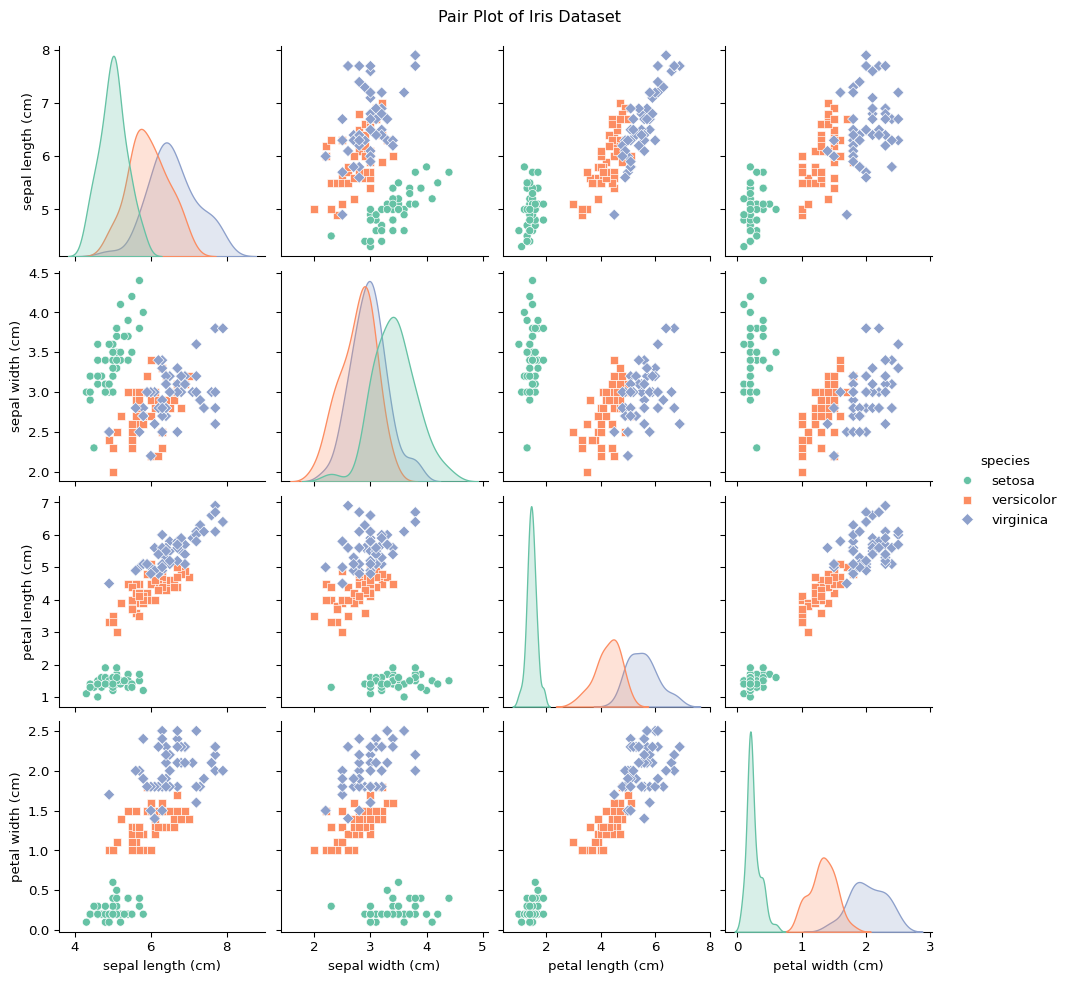 Pair Plot of Iris Dataset
8
7
6
5
sepal length (cm)
4.5
4.0
3.5
3.0
2.5
2.0
sepal width (cm)
species
setosa
versicolor
virginica
7
6
5
4
3
2
1
petal length (cm)
2.5
2.0
1.5
1.0
0.5
0.0
petal width (cm)
4 6 8 2 3 4 5 2 4 6 8 0 1 2 3
sepal length (cm) sepal width (cm) petal length (cm) petal width (cm)